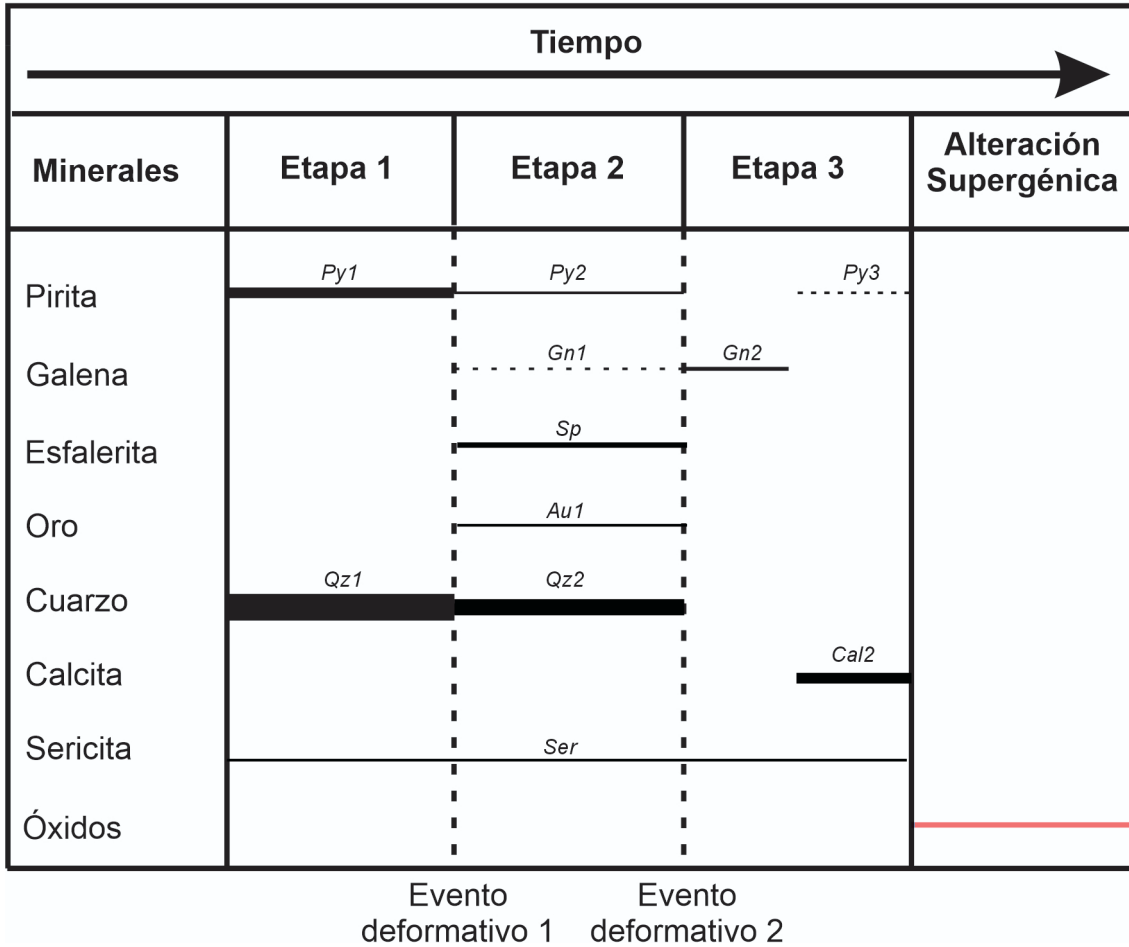 Tiempo
Minerales
Etapa 1
Etapa 2
Etapa 3
Alteración
Supergénica
Pirita
Py1
Py2
Py3
Galena
Gn1
Gn2
Esfalerita
Sp
Oro
Au1
Cuarzo
Qz1
Qz2
Calcita
Cal2
Sericita
Ser
Óxidos
Evento
deformativo 1
Evento
deformativo 2